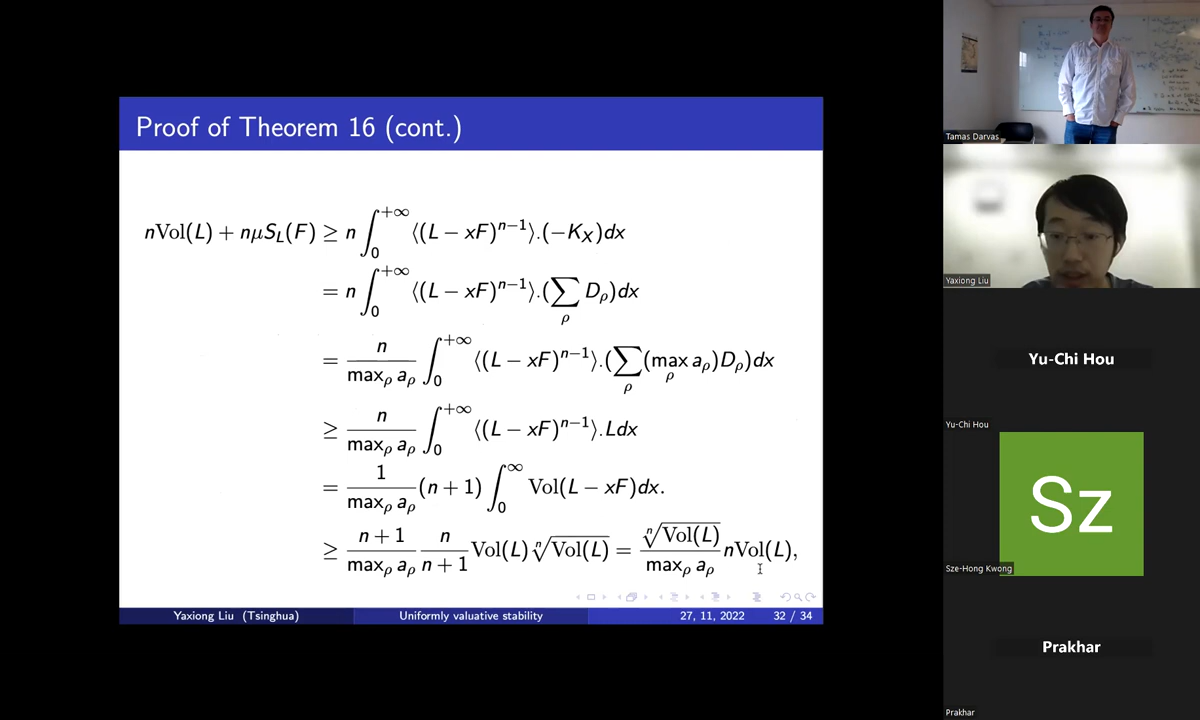 Proof of Theorem 16 (cont.)
nVol(L) + nμS_L(F) ≥ n ∫_0^{+∞} ⟨(L − xF)^{n−1}⟩.(−K_X)dx
= n ∫_0^{+∞} ⟨(L − xF)^{n−1}⟩.(∑_ρ D_ρ)dx
= n/(max_ρ a_ρ) ∫_0^{+∞} ⟨(L − xF)^{n−1}⟩.(∑_ρ (max_ρ a_ρ)D_ρ)dx
≥ n/(max_ρ a_ρ) ∫_0^{+∞} ⟨(L − xF)^{n−1}⟩.Ldx
= 1/(max_ρ a_ρ) (n + 1) ∫_0^∞ Vol(L − xF)dx.
≥ (n + 1)/(max_ρ a_ρ) n/(n + 1) Vol(L) ⁿ√Vol(L) = ⁿ√Vol(L)/(max_ρ a_ρ) nVol(L),
Yaxiong Liu (Tsinghua) Uniformly valuative stability 27, 11, 2022 32 / 34
Tamas Darvas
Yaxiong Liu
Yu-Chi Hou
Yu-Chi Hou
Sz
Sze-Hong Kwong
Prakhar
Prakhar